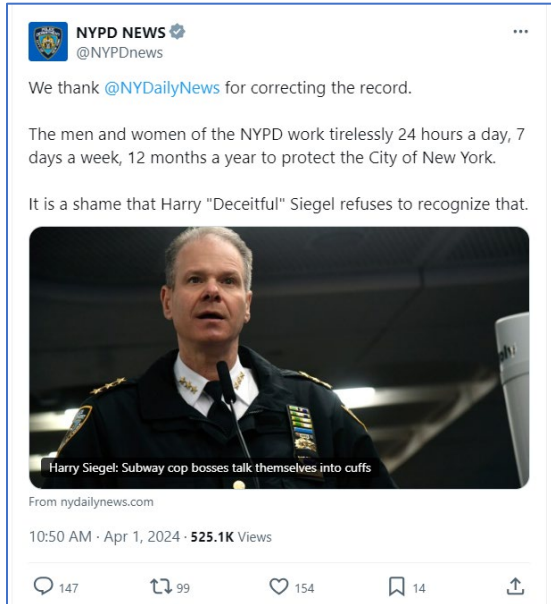 NYPD NEWS
@NYPDnews
We thank @NYDailyNews for correcting the record.
The men and women of the NYPD work tirelessly 24 hours a day, 7
days a week, 12 months a year to protect the City of New York.
It is a shame that Harry "Deceitful" Siegel refuses to recognize that.
Harry Siegel: Subway cop bosses talk themselves into cuffs
From nydailynews.com
10:50 AM · Apr 1, 2024 · 525.1K Views
147 99 154 14